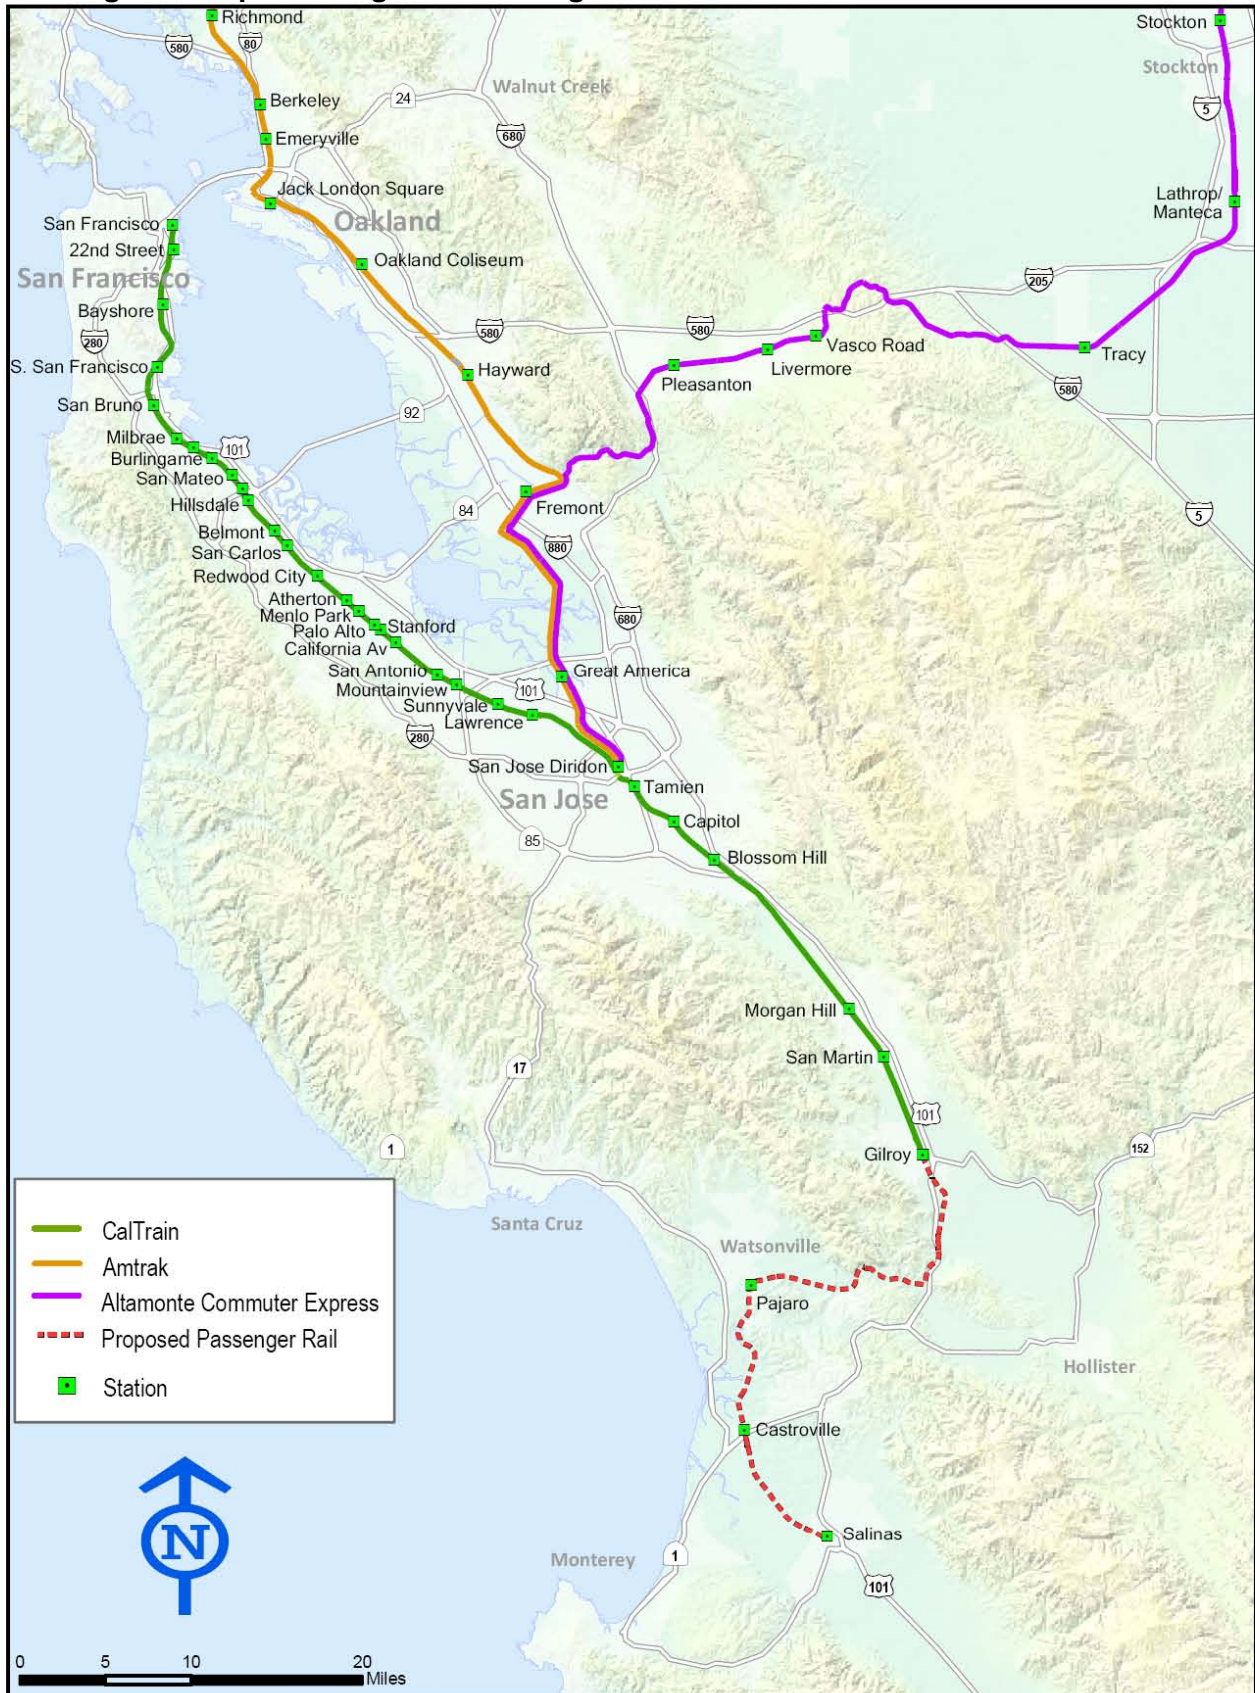 Richmond
Stockton
580
80
Stockton
Walnut Creek
24
Berkeley
5
680
Emeryville
Jack London Square
Lathrop/
Manteca
Oakland
San Francisco
22nd Street
Oakland Coliseum
San Francisco
205
Bayshore
580
580
280
Vasco Road
Tracy
Livermore
S. San Francisco
Hayward
Pleasanton
580
San Bruno
92
Milbrae
101
Burlingame
San Mateo
Hillsdale
Fremont
84
5
Belmont
880
San Carlos
Redwood City
Atherton
Menlo Park
680
Stanford
Palo Alto
California Av
San Antonio
Great America
Mountainview
101
Sunnyvale
Lawrence
280
San Jose Diridon
Tamien
San Jose
Capitol
85
Blossom Hill
Morgan Hill
San Martin
17
101
1
152
Gilroy
Santa Cruz
Watsonville
Pajaro
Hollister
Castroville
Salinas
Monterey
1
101
CalTrain
Amtrak
Altamonte Commuter Express
Proposed Passenger Rail
Station
N
0 5 10 20
Miles